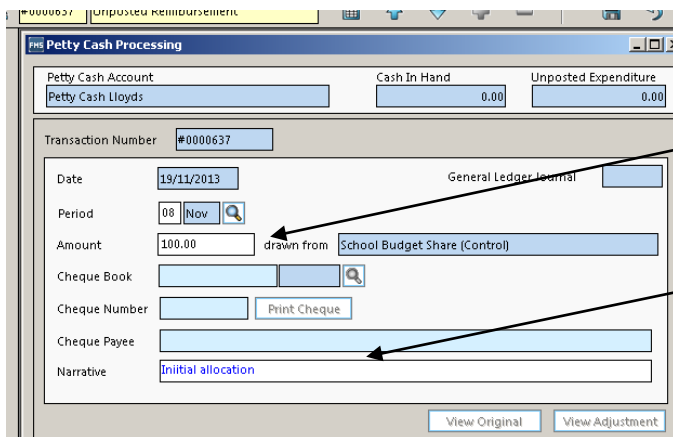 #0000637 Unposted Reimbursement
FMS Petty Cash Processing
Petty Cash Account Cash In Hand Unposted Expenditure
Petty Cash Lloyds 0.00 0.00
Transaction Number #0000637
Date 19/11/2013 General Ledger Journal
Period 08 Nov
Amount 100.00 drawn from School Budget Share (Control)
Cheque Book
Cheque Number Print Cheque
Cheque Payee
Narrative Iniitial allocation
View Original View Adjustment